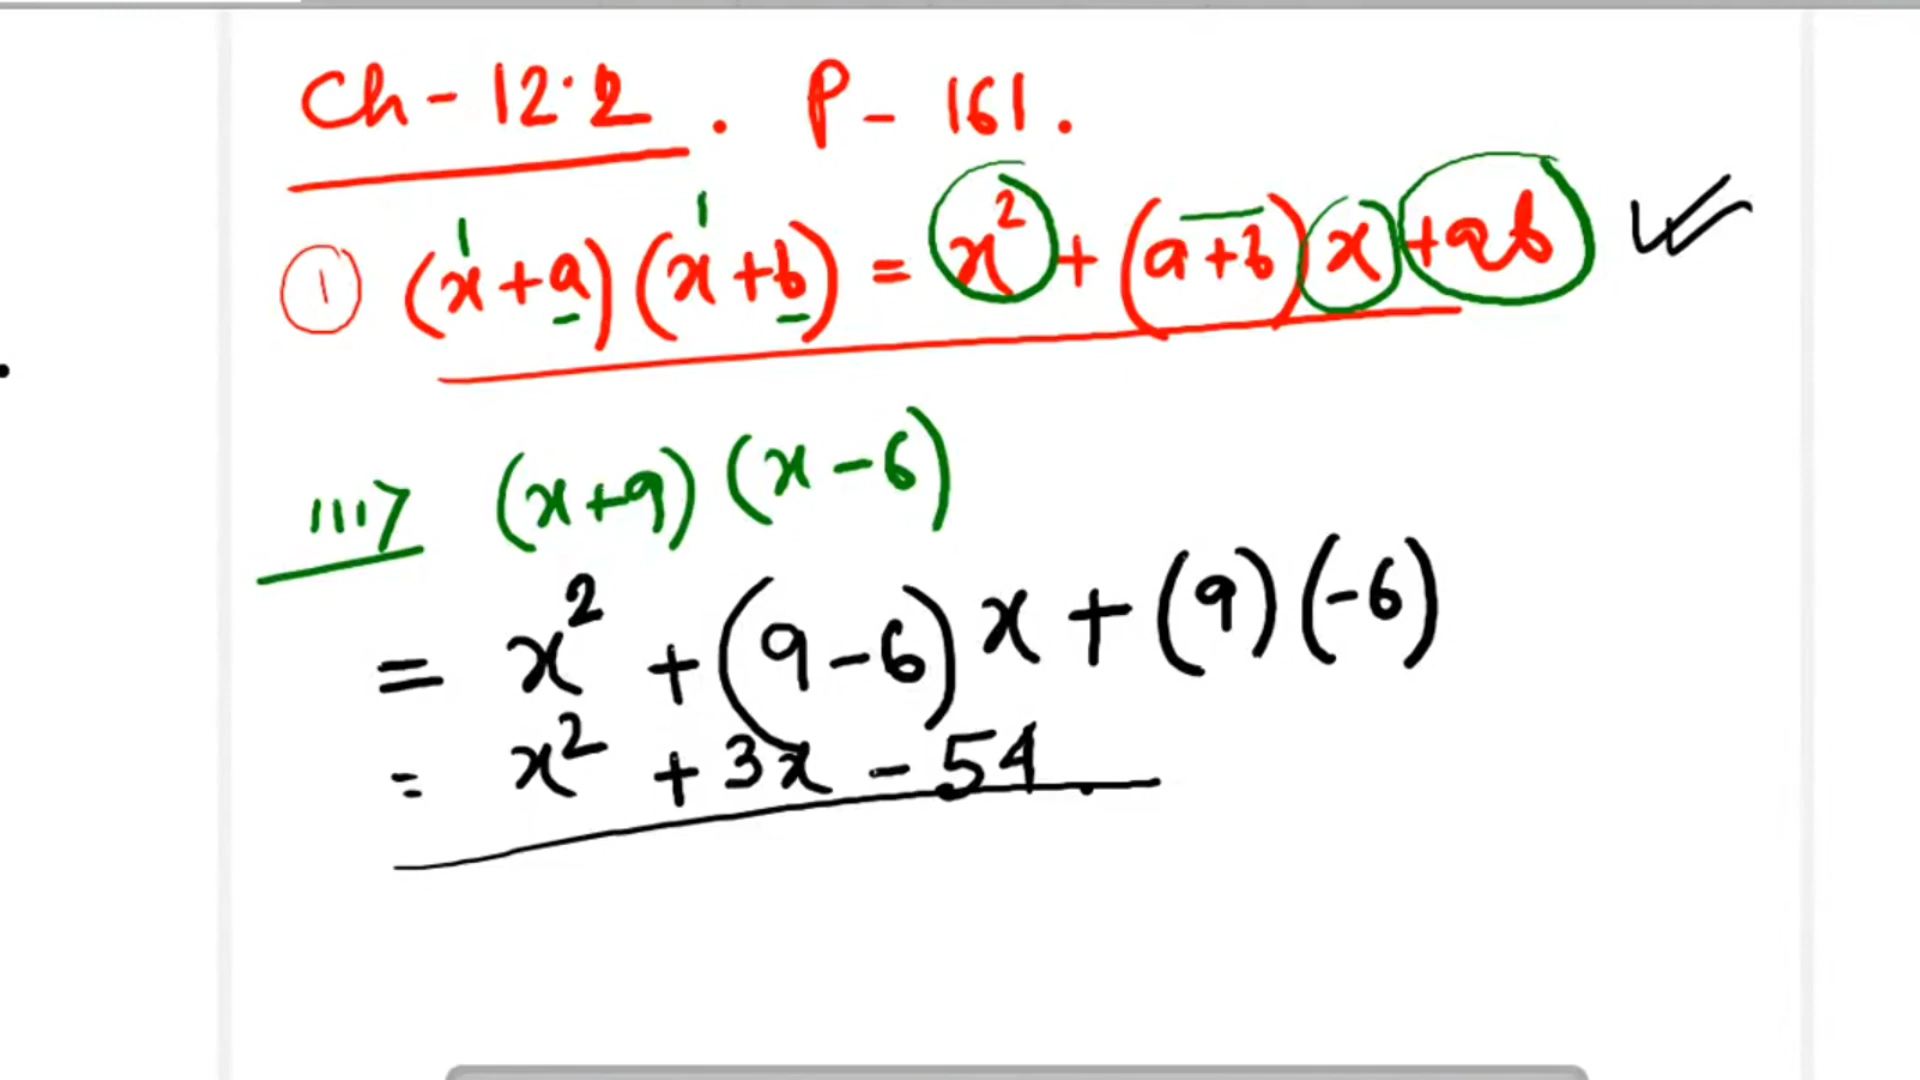 Ch - 12.2 . P - 161 .
① (x+a) (x+b) = x² + (a+b) x + ab
iii> (x+9) (x-6)
= x² + (9-6) x + (9) (-6)
= x² + 3x - 54 .